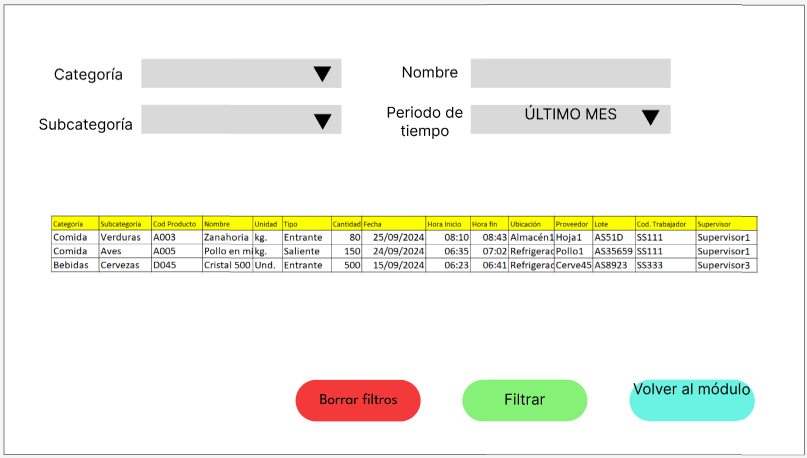 Categoría
Nombre
Subcategoría
Periodo de
tiempo
ÚLTIMO MES
Categoría Subcategoría Cod Producto Nombre Unidad Tipo Cantidad Fecha Hora Inicio Hora fin Ubicación Proveedor Lote Cod. Trabajador Supervisor
Comida Verduras A003 Zanahoria kg. Entrante 80 25/09/2024 08:10 08:43 Almacén1 Hoja1 AS51D SS111 Supervisor1
Comida Aves A005 Pollo en mi kg. Saliente 150 24/09/2024 06:35 07:02 Refrigerac Pollo1 AS35659 SS111 Supervisor1
Bebidas Cervezas D045 Cristal 500 Und. Entrante 500 15/09/2024 06:23 06:41 Refrigerac Cerve45 AS8923 SS333 Supervisor3
Borrar filtros
Filtrar
Volver al módulo